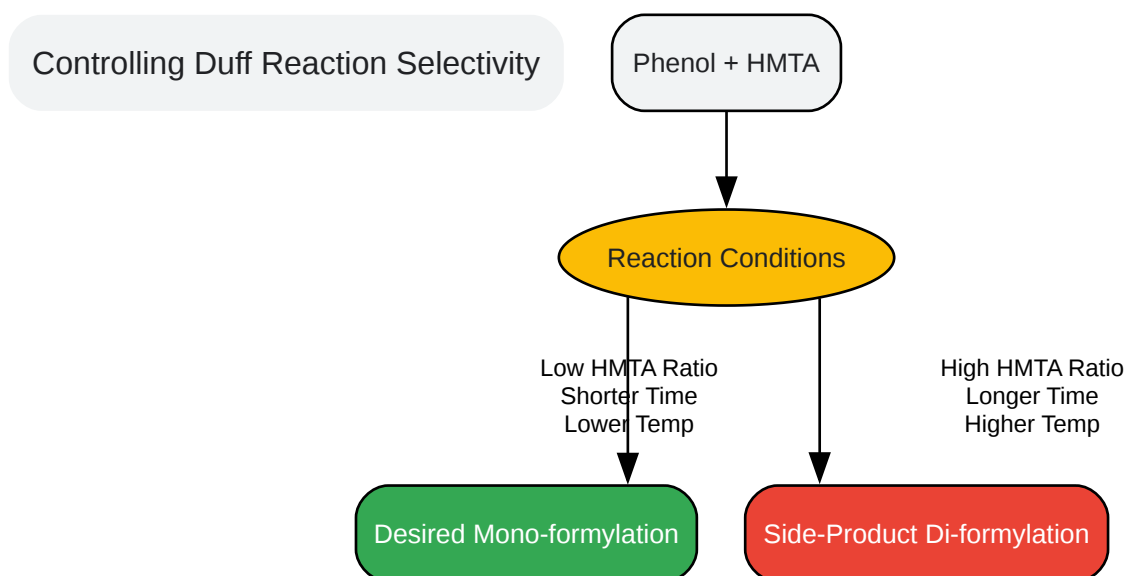 Controlling Duff Reaction Selectivity
Phenol + HMTA
Reaction Conditions
Low HMTA Ratio
Shorter Time
Lower Temp
High HMTA Ratio
Longer Time
Higher Temp
Desired Mono-formylation
Side-Product Di-formylation